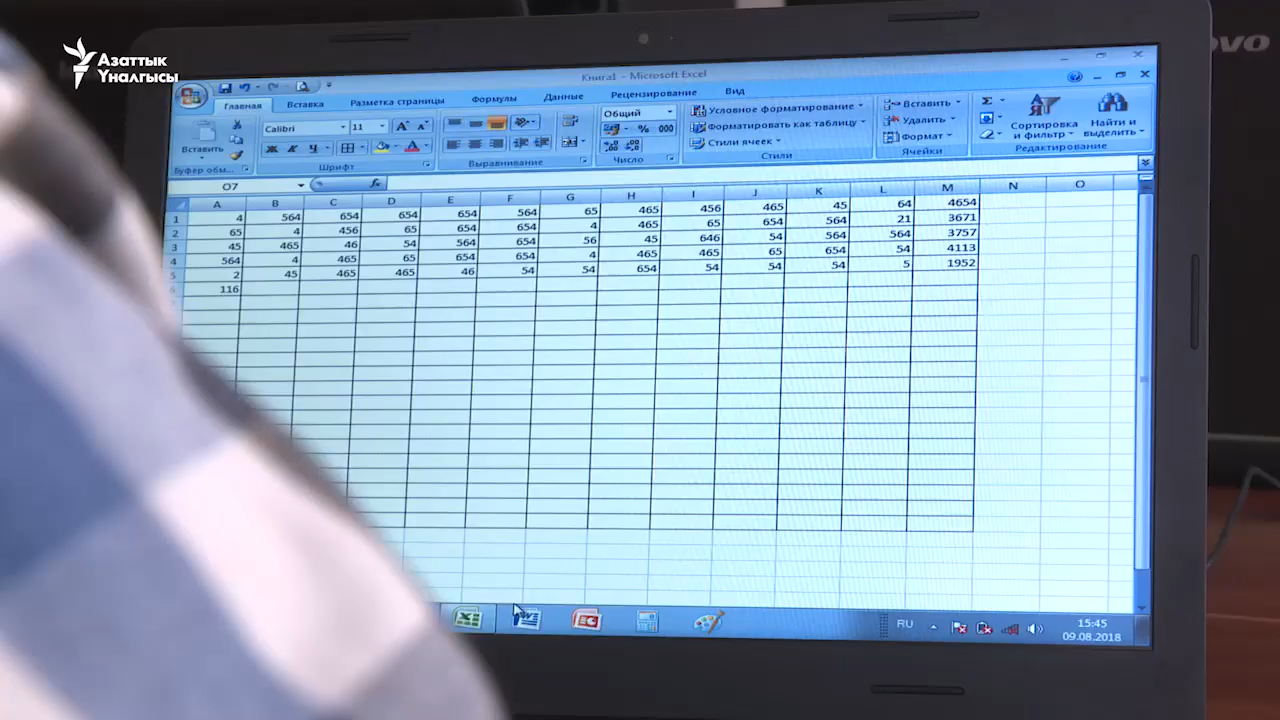 Азаттык
Үналгысы
Книга1 - Microsoft Excel
Главная Вставка Разметка страницы Формулы Данные Рецензирование Вид
Вставить
Буфер обм...
Calibri 11
Ж К Ч
Шрифт
Выравнивание
Общий
% 000
Число
Условное форматирование
Форматировать как таблицу
Стили ячеек
Стили
Вставить
Удалить
Формат
Ячейки
Сортировка
и фильтр
Найти и
выделить
Редактирование
O7 fx
A B C D E F G H I J K L M N O
1 4 564 654 654 654 564 65 465 456 465 45 64 4654
2 65 4 456 65 654 654 4 465 65 654 564 21 3671
3 45 465 46 54 564 654 56 45 646 54 564 564 3757
4 564 4 465 65 654 654 4 465 465 65 654 54 4113
5 2 45 465 465 46 54 54 654 54 54 54 5 1952
116
RU
15:45
09.08.2018